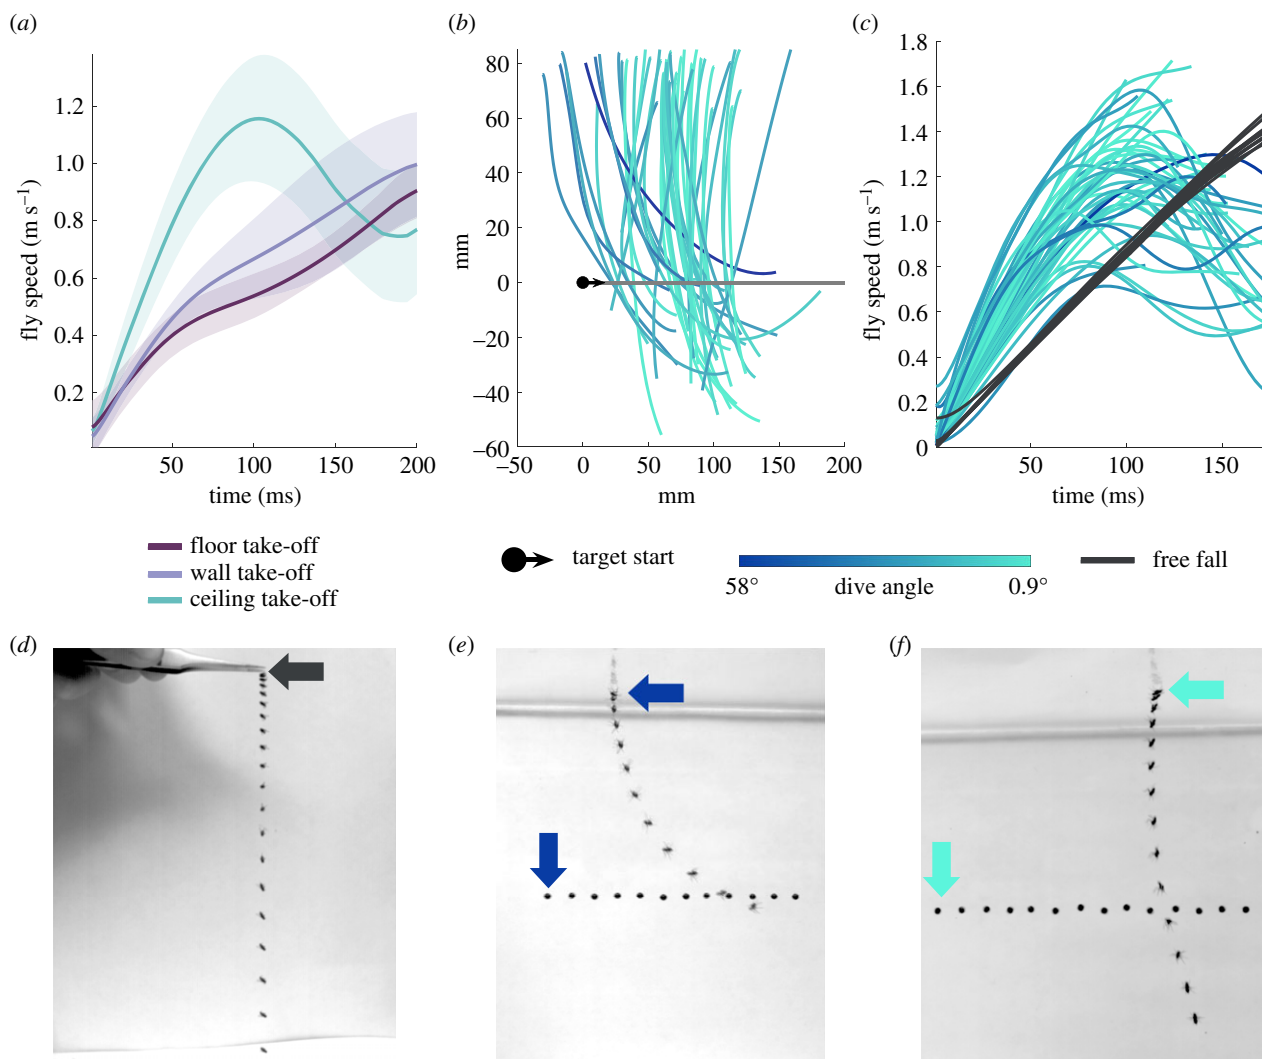 (a)
fly speed (m s⁻¹)
1.2
1.0
0.8
0.6
0.4
0.2
50
100
150
200
time (ms)
floor take-off
wall take-off
ceiling take-off
(b)
mm
80
60
40
20
0
−20
−40
−60
−50
0
50
100
150
200
mm
target start
58°
dive angle
0.9°
(c)
fly speed (m s⁻¹)
1.8
1.6
1.4
1.2
1.0
0.8
0.6
0.4
0.2
0
50
100
150
time (ms)
free fall
(d)
(e)
(f)